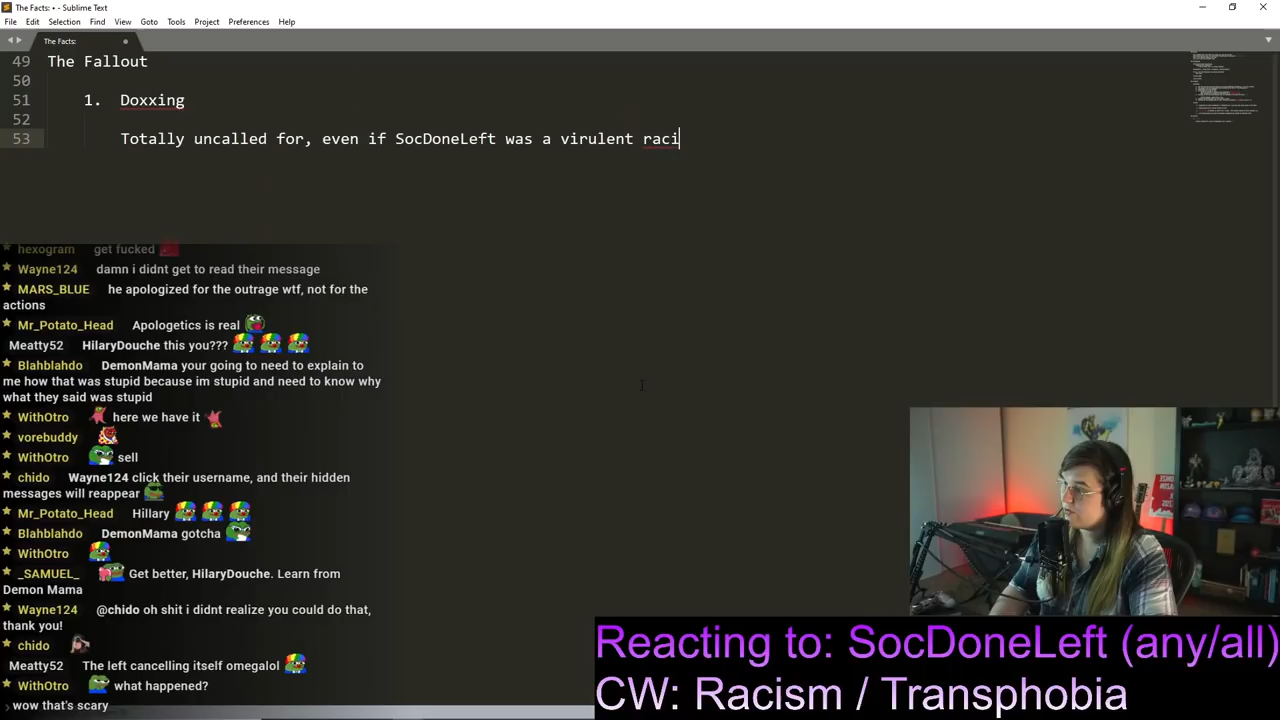 The Facts: • - Sublime Text
File Edit Selection Find View Goto Tools Project Preferences Help
The Facts:
49 The Fallout
50
51 1. Doxxing
52
53 Totally uncalled for, even if SocDoneLeft was a virulent raci
hexogram get fucked
Wayne124 damn i didnt get to read their message
MARS_BLUE he apologized for the outrage wtf, not for the
actions
Mr_Potato_Head Apologetics is real
Meatty52 HilaryDouche this you???
Blahblahdo DemonMama your going to need to explain to
me how that was stupid because im stupid and need to know why
what they said was stupid
WithOtro here we have it
vorebuddy
WithOtro sell
chido Wayne124 click their username, and their hidden
messages will reappear
Mr_Potato_Head Hillary
Blahblahdo DemonMama gotcha
WithOtro
_SAMUEL_ Get better, HilaryDouche. Learn from
Demon Mama
Wayne124 @chido oh shit i didnt realize you could do that,
thank you!
chido
Meatty52 The left cancelling itself omegalol
WithOtro what happened?
wow that's scary
Reacting to: SocDoneLeft (any/all)
CW: Racism / Transphobia